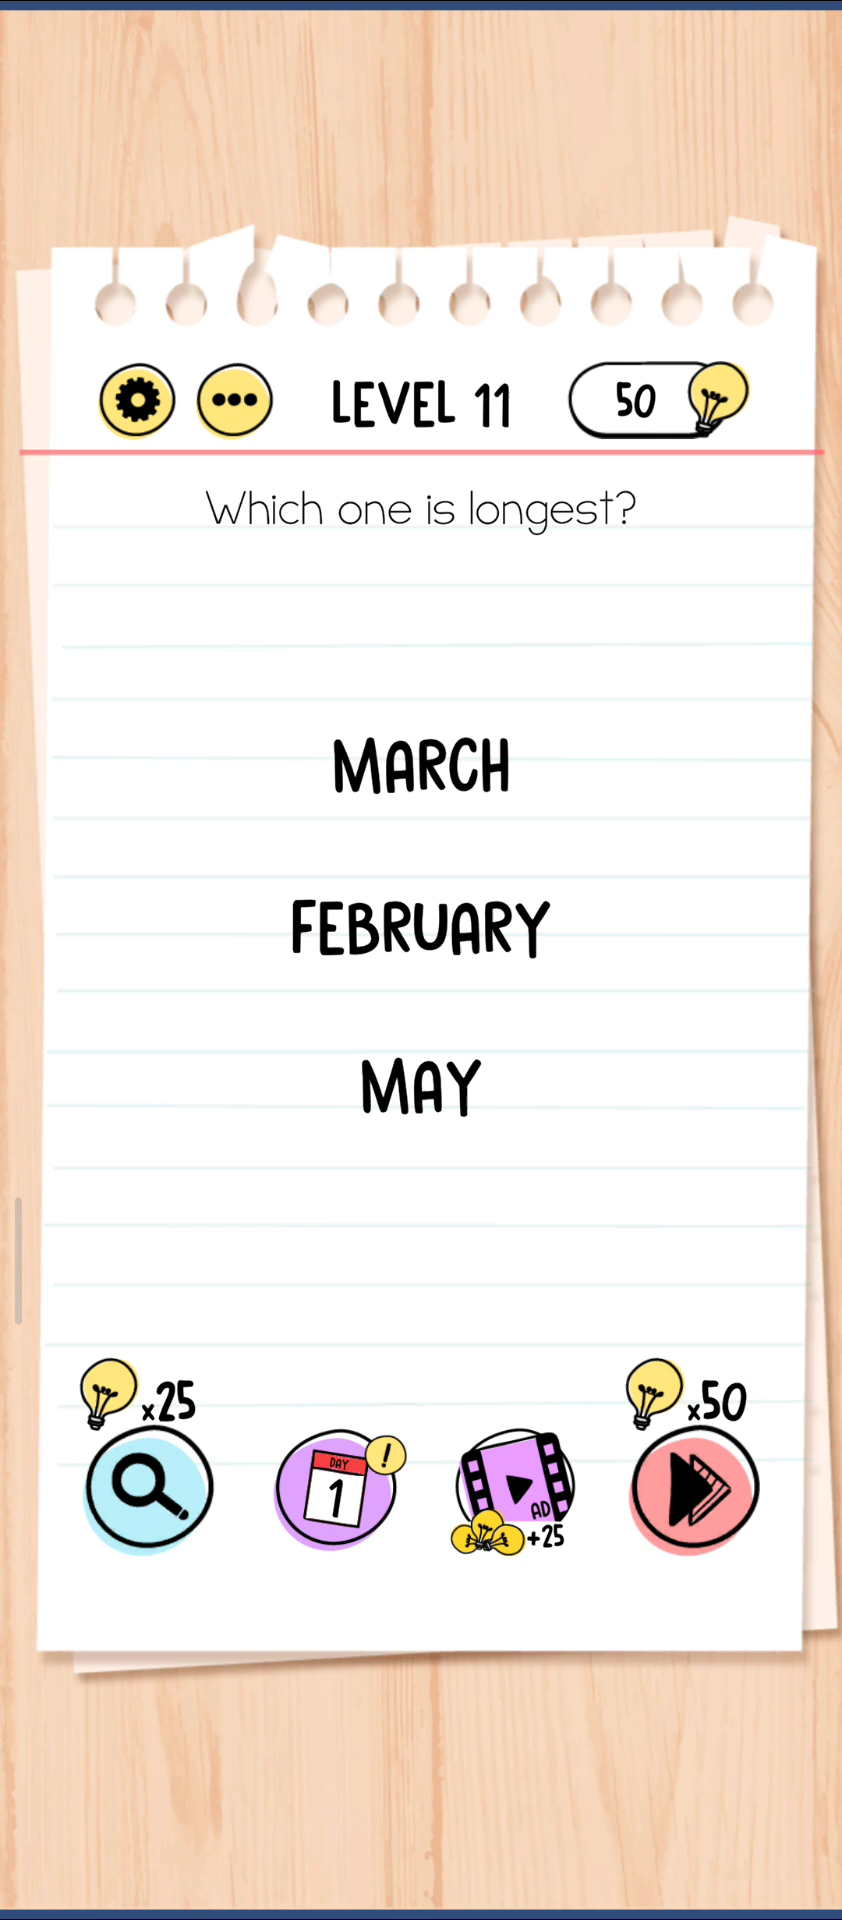 LEVEL 11
50
Which one is longest?
MARCH
FEBRUARY
MAY
x25
x50
DAY
1
!
AD
+25